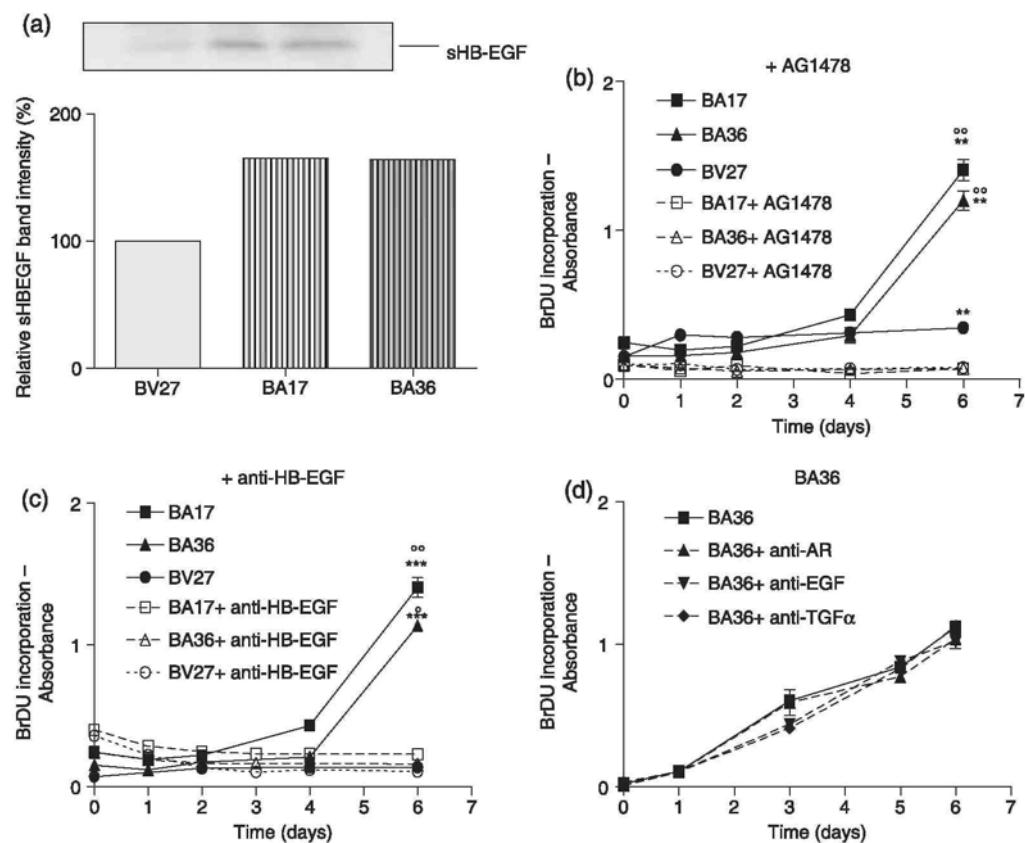 (a)
sHB-EGF
Relative sHBEGF band intensity (%)
200
100
0
BV27 BA17 BA36
(b)
+ AG1478
BrDU incorporation –
Absorbance
2
1
0
BA17
BA36
BV27
BA17+ AG1478
BA36+ AG1478
BV27+ AG1478
°°
**
°°
**
**
0 1 2 3 4 5 6 7
Time (days)
(c)
+ anti-HB-EGF
BrDU incorporation –
Absorbance
2
1
0
BA17
BA36
BV27
BA17+ anti-HB-EGF
BA36+ anti-HB-EGF
BV27+ anti-HB-EGF
°°
***
°
***
0 1 2 3 4 5 6 7
Time (days)
(d)
BA36
BrDU incorporation –
Absorbance
2
1
0
BA36
BA36+ anti-AR
BA36+ anti-EGF
BA36+ anti-TGFα
0 1 2 3 4 5 6 7
Time (days)